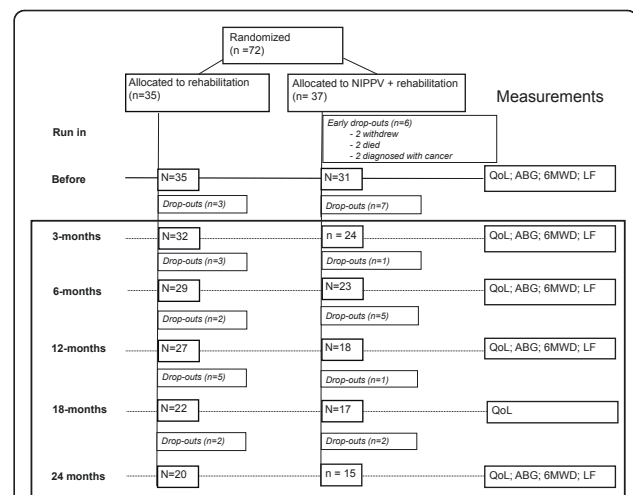 Randomized
(n =72)
Allocated to rehabilitation
(n=35)
Allocated to NIPPV + rehabilitation
(n= 37)
Measurements
Run in
Early drop-outs (n=6)
- 2 withdrew
- 2 died
- 2 diagnosed with cancer
Before
N=35
N=31
QoL; ABG; 6MWD; LF
Drop-outs (n=3)
Drop-outs (n=7)
3-months
N=32
n = 24
QoL; ABG; 6MWD; LF
Drop-outs (n=3)
Drop-outs (n=1)
6-months
N=29
N=23
QoL; ABG; 6MWD; LF
Drop-outs (n=2)
Drop-outs (n=5)
12-months
N=27
N=18
QoL; ABG; 6MWD; LF
Drop-outs (n=5)
Drop-outs (n=1)
18-months
N=22
N=17
QoL
Drop-outs (n=2)
Drop-outs (n=2)
24 months
N=20
n = 15
QoL; ABG; 6MWD; LF